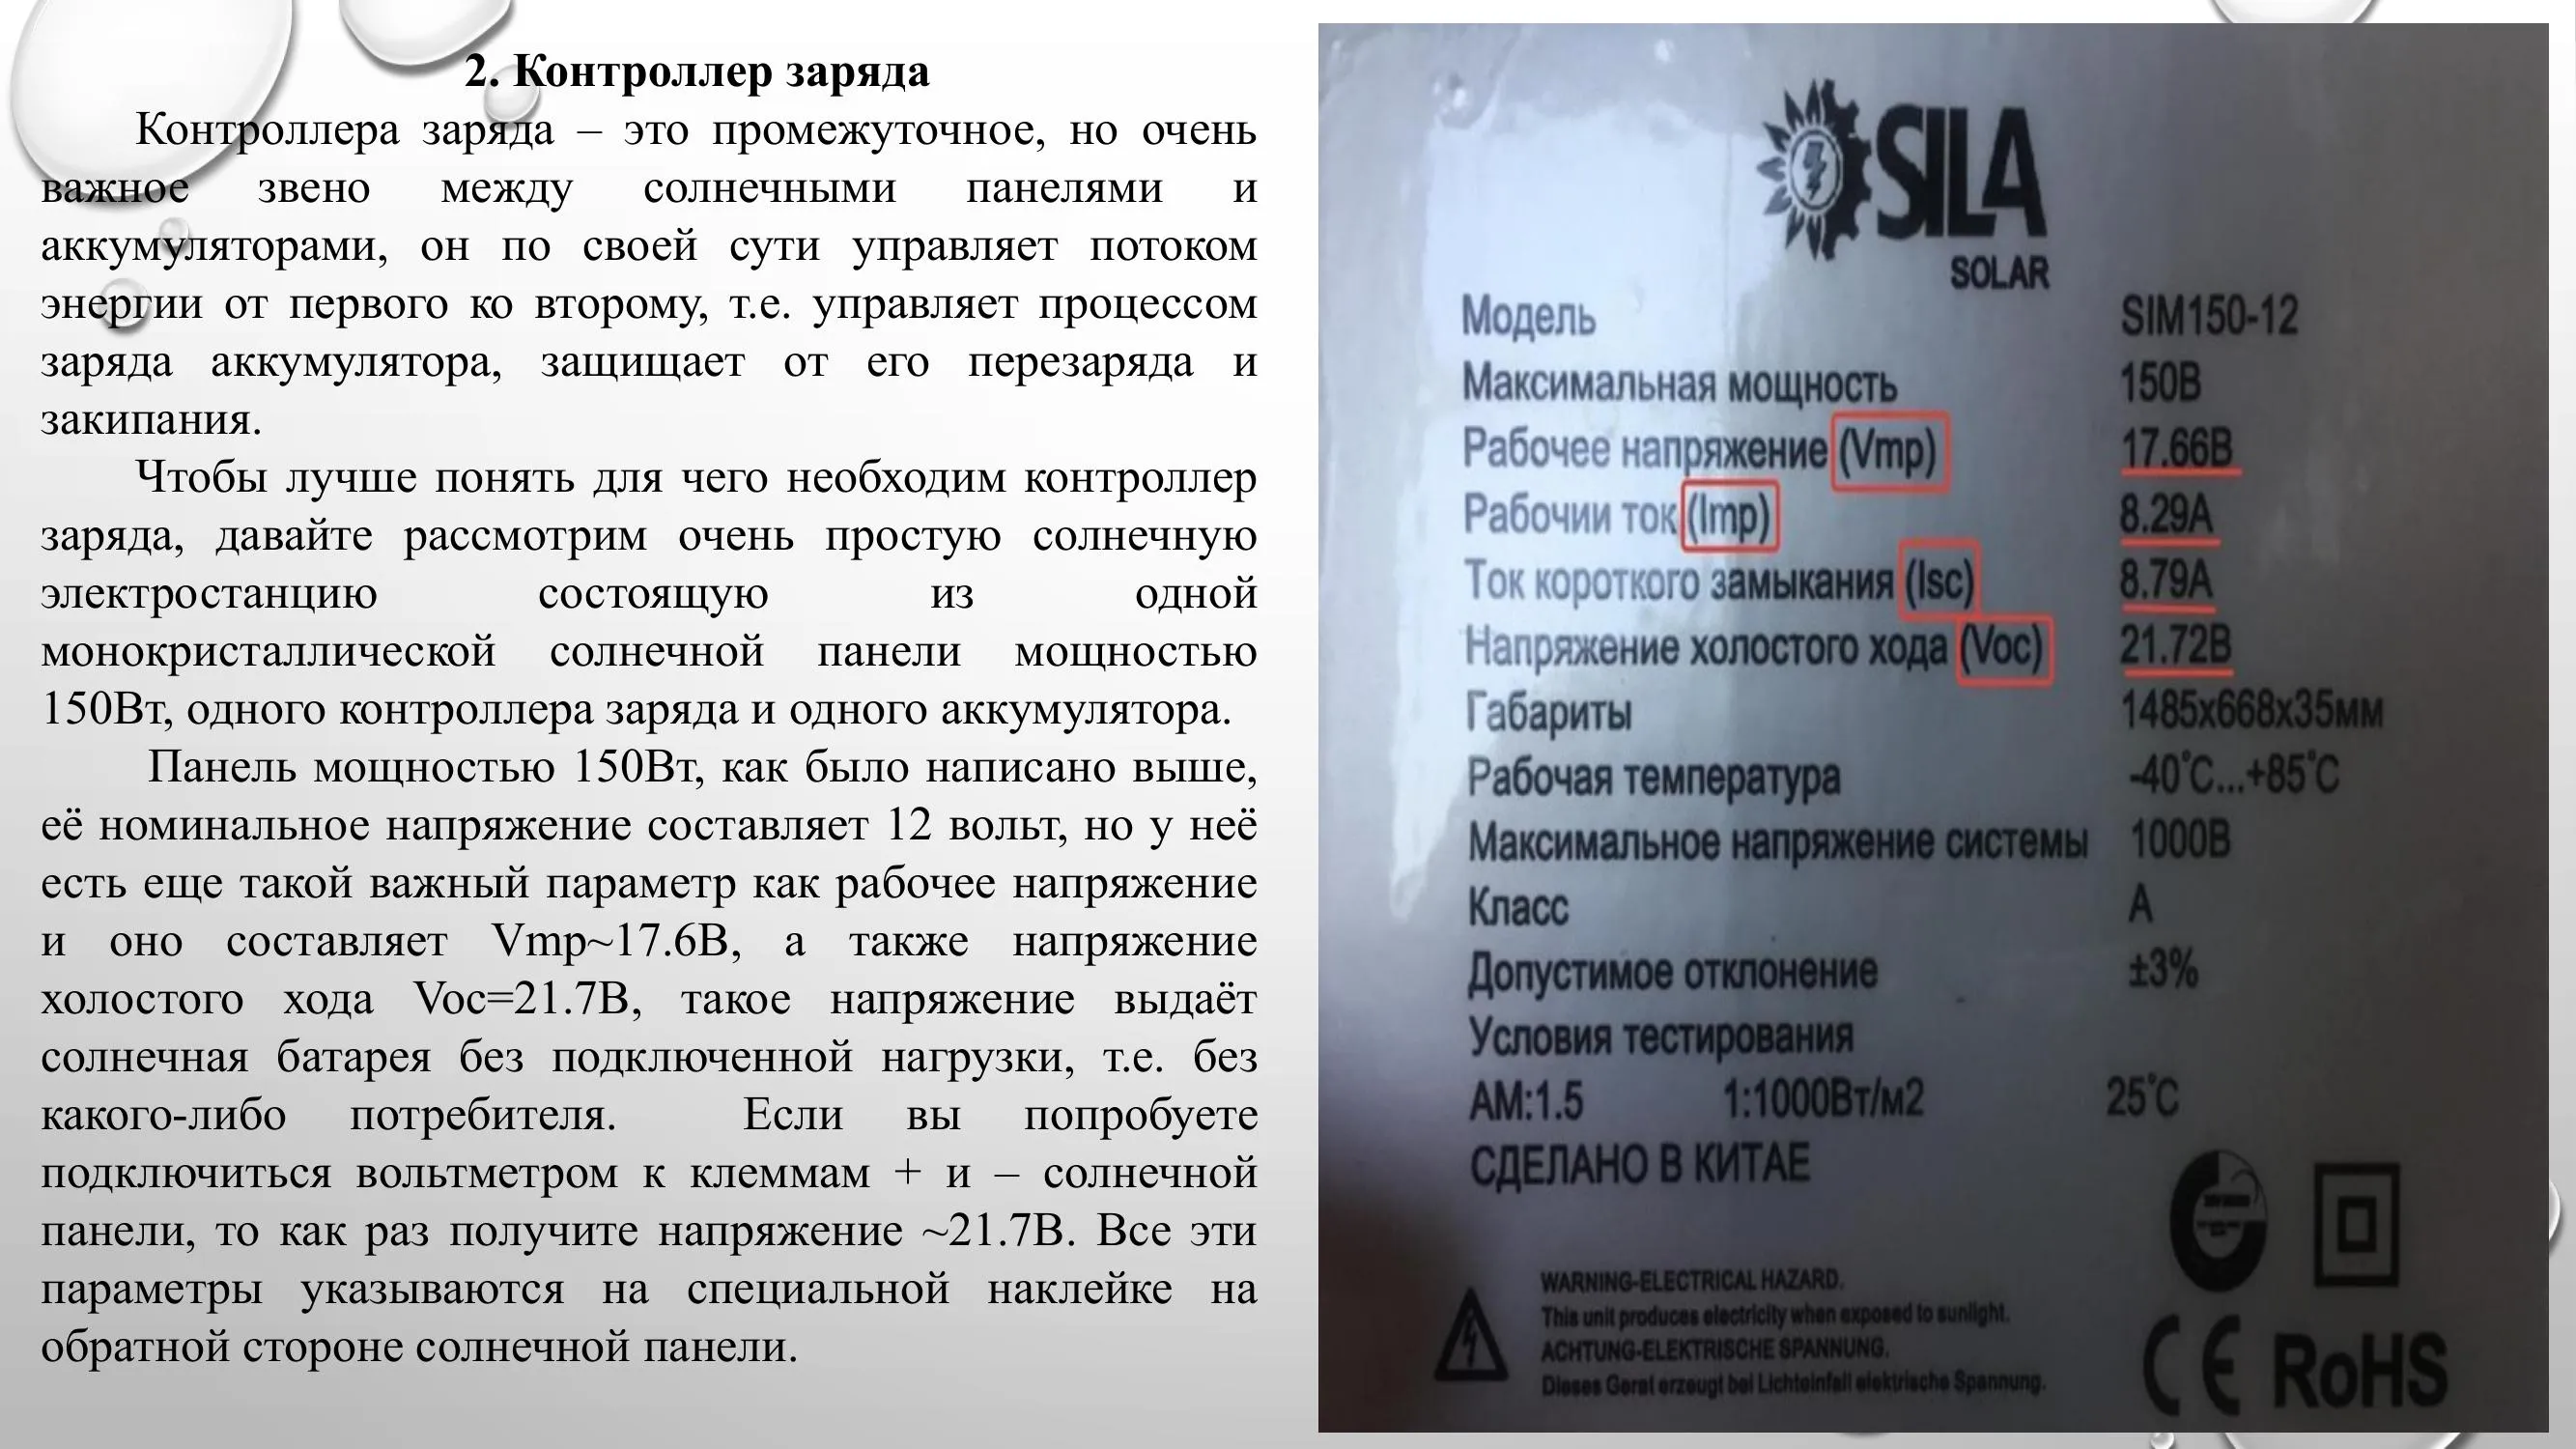 2. Контроллер заряда
Контроллера заряда – это промежуточное, но очень
важное звено между солнечными панелями и
аккумуляторами, он по своей сути управляет потоком
энергии от первого ко второму, т.е. управляет процессом
заряда аккумулятора, защищает от его перезаряда и
закипания.
Чтобы лучше понять для чего необходим контроллер
заряда, давайте рассмотрим очень простую солнечную
электростанцию состоящую из одной
монокристаллической солнечной панели мощностью
150Вт, одного контроллера заряда и одного аккумулятора.
Панель мощностью 150Вт, как было написано выше,
её номинальное напряжение составляет 12 вольт, но у неё
есть еще такой важный параметр как рабочее напряжение
и оно составляет Vmp~17.6В, а также напряжение
холостого хода Voc=21.7В, такое напряжение выдаёт
солнечная батарея без подключенной нагрузки, т.е. без
какого-либо потребителя. Если вы попробуете
подключиться вольтметром к клеммам + и – солнечной
панели, то как раз получите напряжение ~21.7В. Все эти
параметры указываются на специальной наклейке на
обратной стороне солнечной панели.
SILA
SOLAR
Модель SIM150-12
Максимальная мощность 150В
Рабочее напряжение (Vmp) 17.66В
Рабочии ток (Imp) 8.29А
Ток короткого замыкания (Isc) 8.79А
Напряжение холостого хода (Voc) 21.72В
Габариты 1485х668х35мм
Рабочая температура -40°С...+85°С
Максимальное напряжение системы 1000В
Класс А
Допустимое отклонение ±3%
Условия тестирования
АМ:1.5 1:1000Вт/м2 25°С
СДЕЛАНО В КИТАЕ
WARNING-ELECTRICAL HAZARD.
This unit produces electricity when exposed to sunlight.
ACHTUNG-ELEKTRISCHE SPANNUNG.
Dieses Gerat erzeugt bei Lichteinfall elektrische Spannung.
CE RoHS